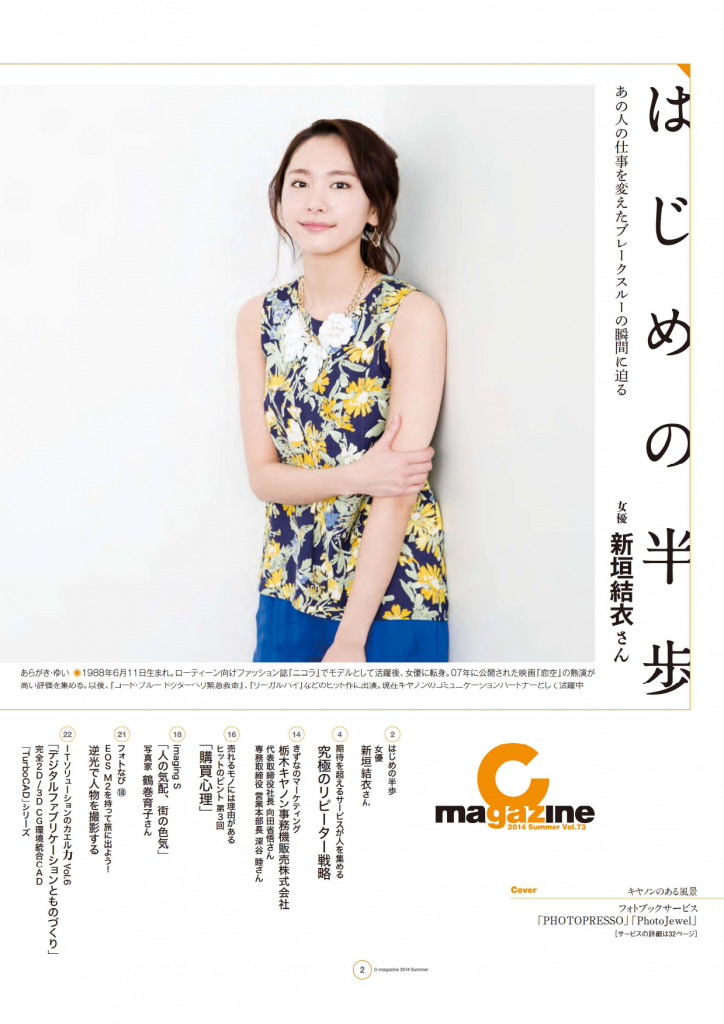 はじめの半歩
あの人の仕事を変えたブレークスルーの瞬間に迫る
女優
新垣結衣さん
あらがき・ゆい ◉1988年6月11日生まれ。ローティーン向けファッション誌『ニコラ』でモデルとして活躍後、女優に転身。07年に公開された映画『恋空』の熱演が
高い評価を集める。以後、『コード・ブルー ドクターヘリ緊急救命』、『リーガルハイ』などのヒット作に出演。現在キヤノンのコミュニケーションパートナーとして活躍中
C
magazine
2014 Summer Vol.73
2
はじめの半歩
女優
新垣結衣さん
4
期待を超えるサービスが人を集める
究極のリピーター戦略
14
きずなのマーケティング
栃木キヤノン事務機販売株式会社
代表取締役社長 向田省悟さん
専務取締役 営業本部長 深谷 睦さん
16
売れるモノには理由がある
ヒットのヒント 第3回
「購買心理」
18
imaging S
「人の気配、街の色気」
写真家 鶴巻育子さん
21
フォトなび ⑱
EOS M2を持って旅に出よう!
逆光で人物を撮影する
22
ITソリューションのカエル力 Vol.6
「デジタルファブリケーションとものづくり」
完全2D/3D CG環境統合CAD
「TurboCAD」シリーズ
Cover
キヤノンのある風景
フォトブックサービス
「PHOTOPRESSO」「PhotoJewel」
[サービスの詳細は32ページ]
2
C-magazine 2014 Summer